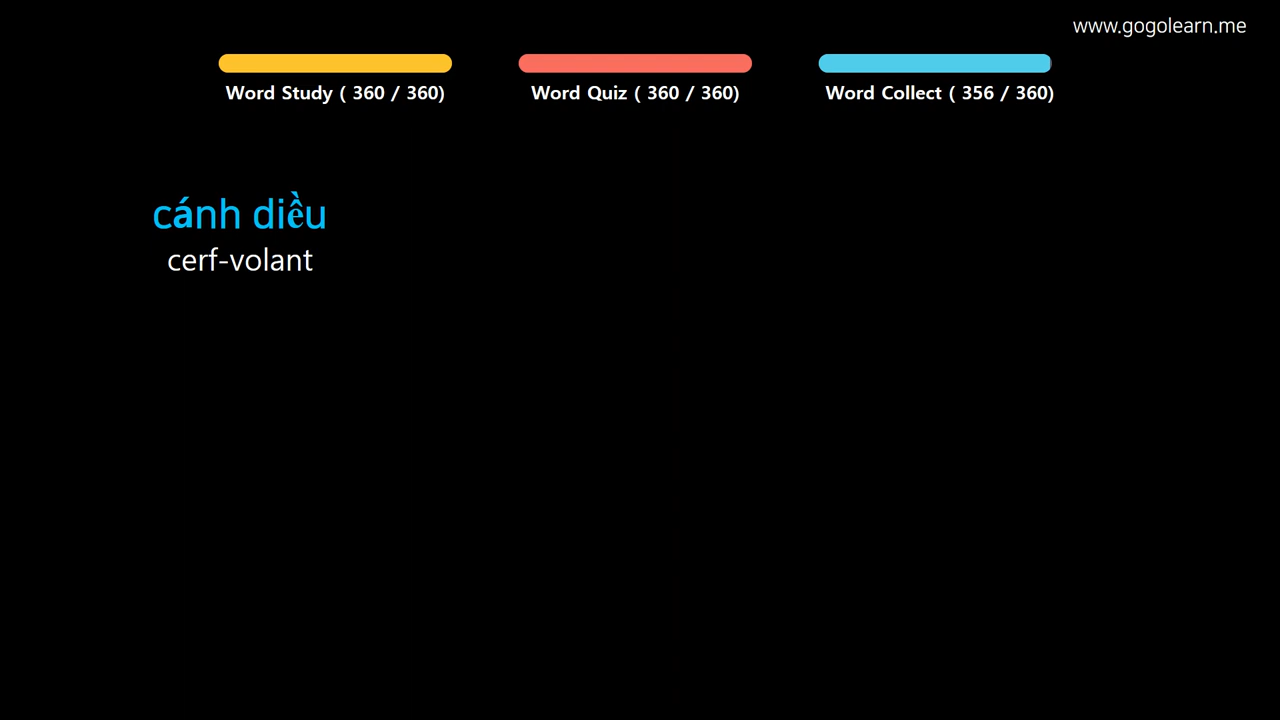 www.gogolearn.me
Word Study ( 360 / 360)
Word Quiz ( 360 / 360)
Word Collect ( 356 / 360)
cánh diều
cerf-volant